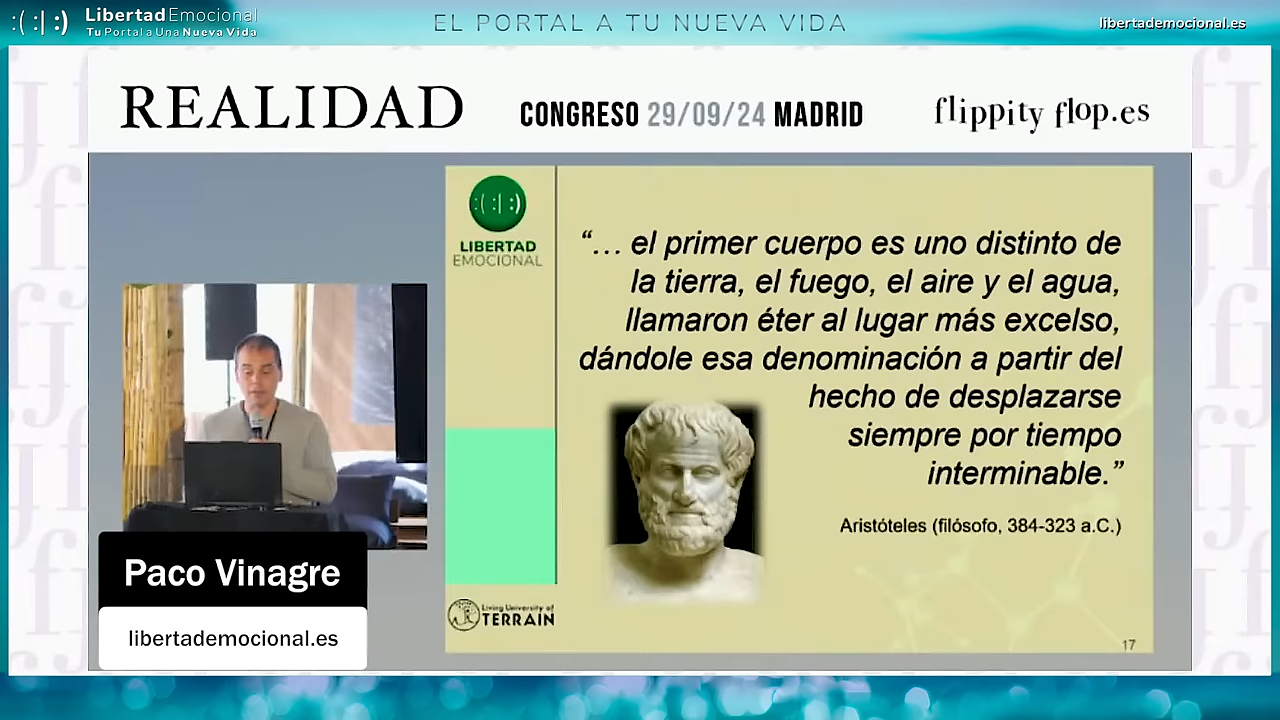 :(:|:) LibertadEmocional
Tu Portal a Una Nueva Vida
EL PORTAL A TU NUEVA VIDA
libertademocional.es
REALIDAD
CONGRESO 29/09/24 MADRID
flippity flop.es
:(:|:)
LIBERTAD
EMOCIONAL
“… el primer cuerpo es uno distinto de
la tierra, el fuego, el aire y el agua,
llamaron éter al lugar más excelso,
dándole esa denominación a partir del
hecho de desplazarse
siempre por tiempo
interminable.”
Aristóteles (filósofo, 384-323 a.C.)
Living University of
TERRAIN
17
Paco Vinagre
libertademocional.es